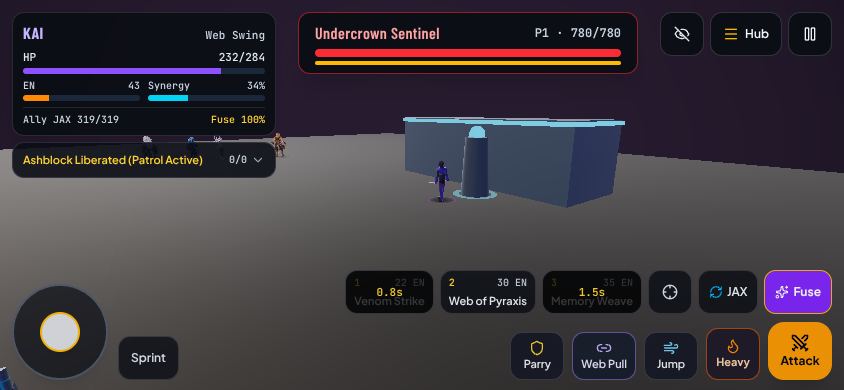 KAI Web Swing
HP 232/284
EN 43 Synergy 34%
Ally JAX 319/319 Fuse 100%
Ashblock Liberated (Patrol Active) 0/0
Undercrown Sentinel P1 · 780/780
Hub
1 22 EN
0.8s
Venom Strike
2 30 EN
Web of Pyraxis
3 35 EN
1.5s
Memory Weave
JAX
Fuse
Sprint
Parry
Web Pull
Jump
Heavy
Attack